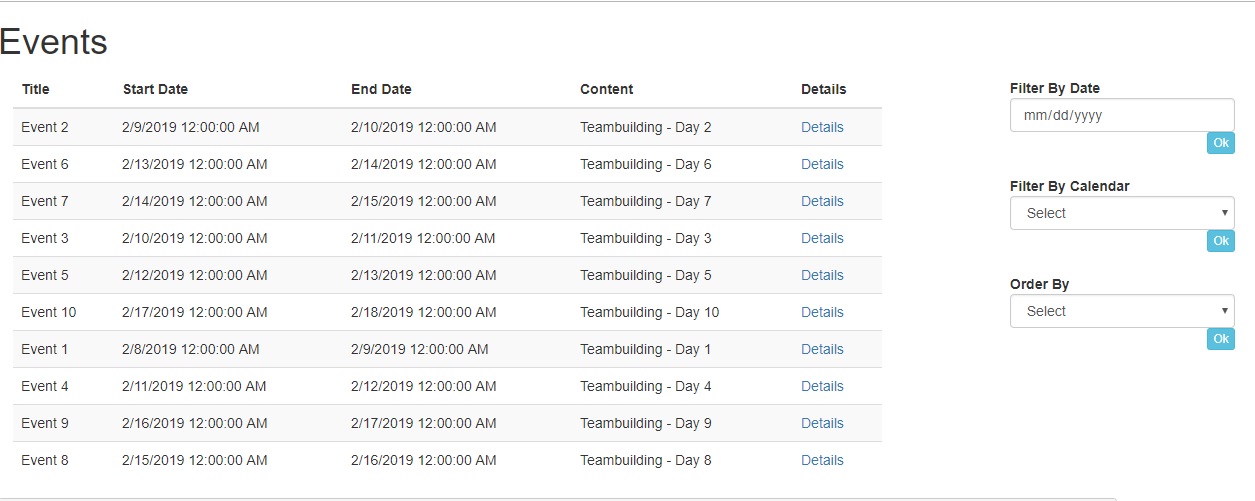 Events
Title Start Date End Date Content Details
Event 2 2/9/2019 12:00:00 AM 2/10/2019 12:00:00 AM Teambuilding - Day 2 Details
Event 6 2/13/2019 12:00:00 AM 2/14/2019 12:00:00 AM Teambuilding - Day 6 Details
Event 7 2/14/2019 12:00:00 AM 2/15/2019 12:00:00 AM Teambuilding - Day 7 Details
Event 3 2/10/2019 12:00:00 AM 2/11/2019 12:00:00 AM Teambuilding - Day 3 Details
Event 5 2/12/2019 12:00:00 AM 2/13/2019 12:00:00 AM Teambuilding - Day 5 Details
Event 10 2/17/2019 12:00:00 AM 2/18/2019 12:00:00 AM Teambuilding - Day 10 Details
Event 1 2/8/2019 12:00:00 AM 2/9/2019 12:00:00 AM Teambuilding - Day 1 Details
Event 4 2/11/2019 12:00:00 AM 2/12/2019 12:00:00 AM Teambuilding - Day 4 Details
Event 9 2/16/2019 12:00:00 AM 2/17/2019 12:00:00 AM Teambuilding - Day 9 Details
Event 8 2/15/2019 12:00:00 AM 2/16/2019 12:00:00 AM Teambuilding - Day 8 Details
Filter By Date
mm/dd/yyyy
Ok
Filter By Calendar
Select
Ok
Order By
Select
Ok